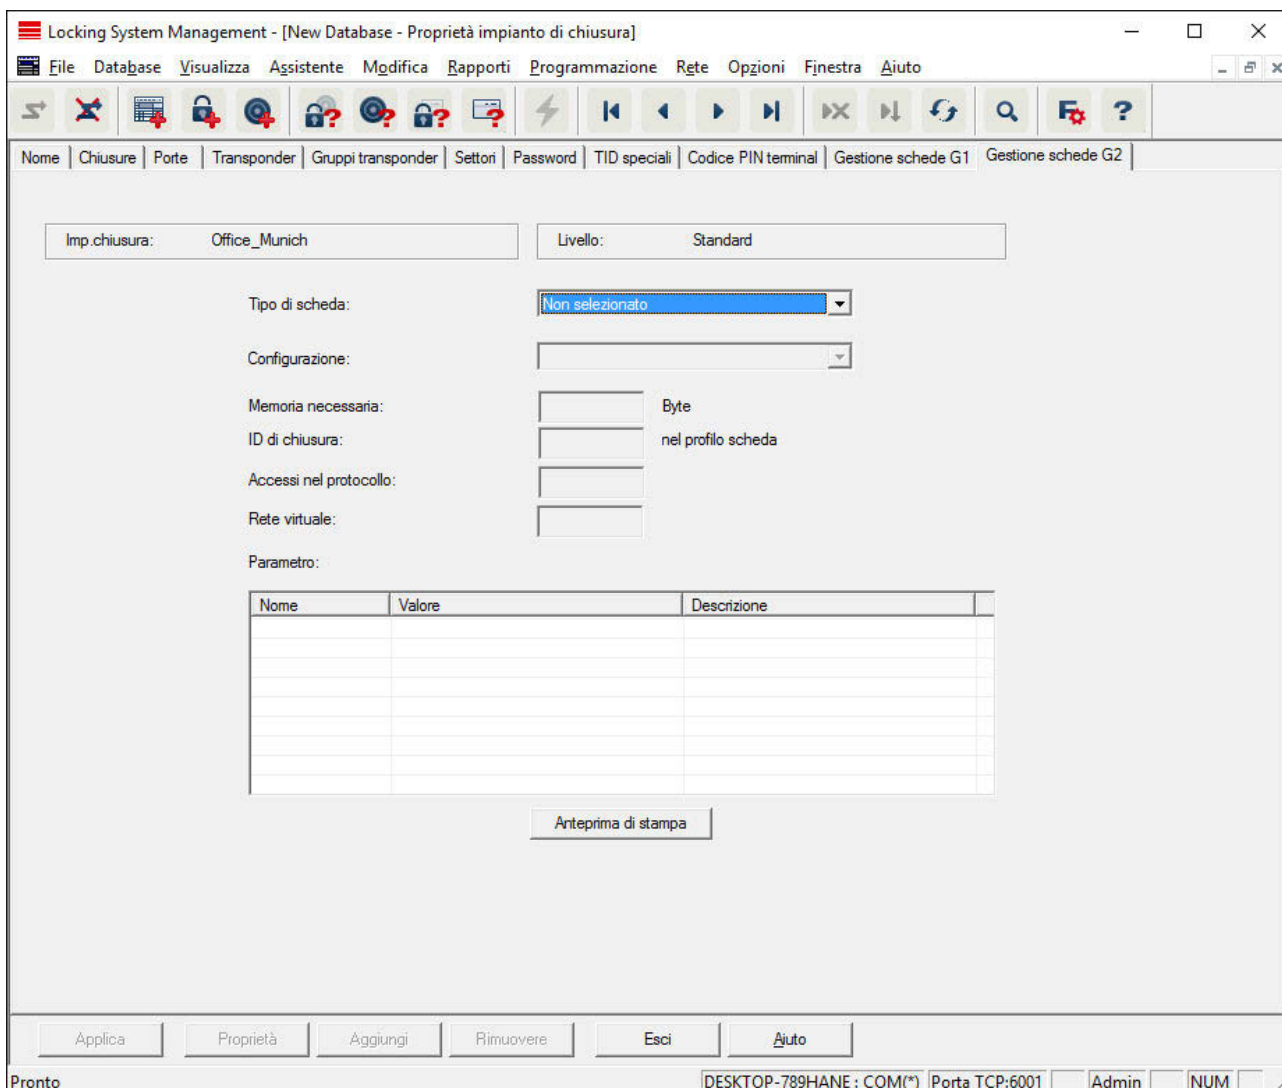 Locking System Management - [New Database - Proprietà impianto di chiusura]
File Database Visualizza Assistente Modifica Rapporti Programmazione Rete Opzioni Finestra Aiuto
Nome Chiusure Porte Transponder Gruppi transponder Settori Password TID speciali Codice PIN terminal Gestione schede G1 Gestione schede G2
Imp.chiusura: Office_Munich Livello: Standard
Tipo di scheda: Non selezionato
Configurazione:
Memoria necessaria: Byte
ID di chiusura: nel profilo scheda
Accessi nel protocollo:
Rete virtuale:
Parametro:
Nome Valore Descrizione
Anteprima di stampa
Applica Proprietà Aggiungi Rimuovere Esci Aiuto
Pronto DESKTOP-789HANE : COM(*) Porta TCP:6001 Admin NUM